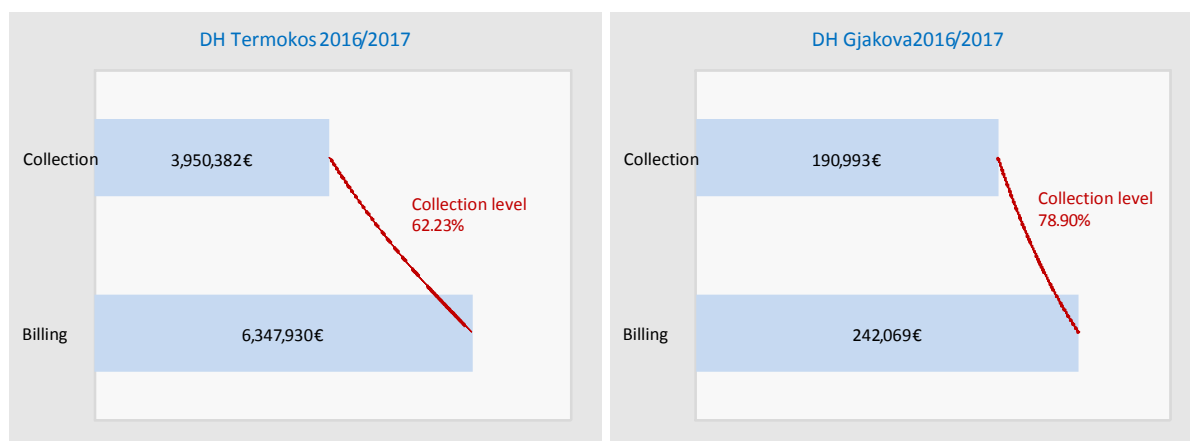 DH Termokos 2016/2017
Collection
3,950,382€
Collection level
62.23%
Billing
6,347,930€
DH Gjakova2016/2017
Collection
190,993€
Collection level
78.90%
Billing
242,069€